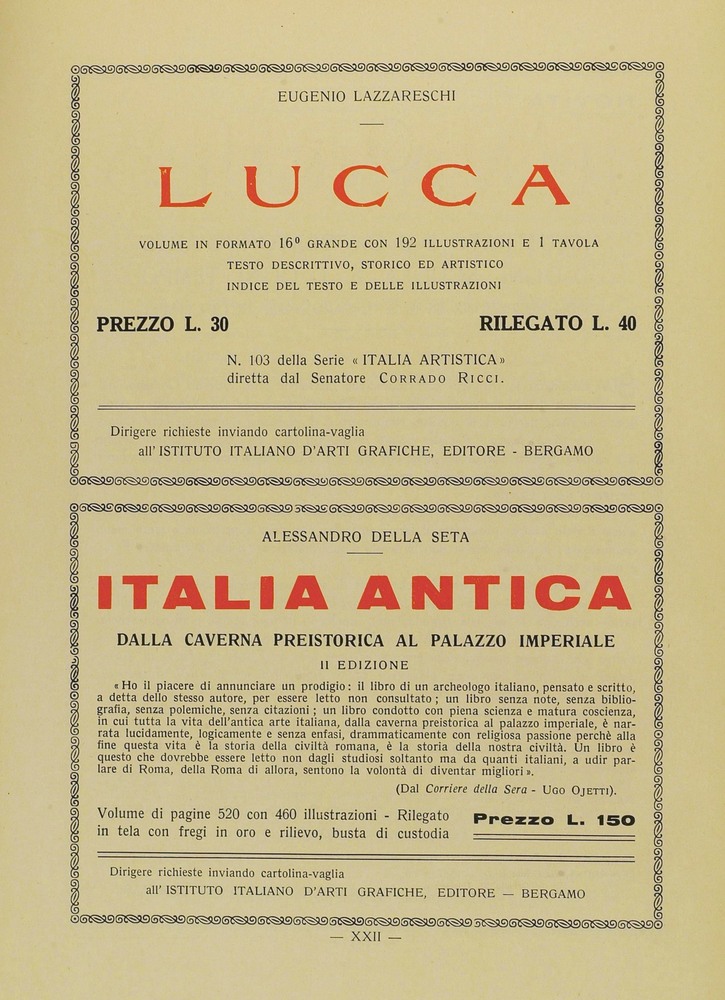 EUGENIO LAZZARESCHI
LUCCA
VOLUME IN FORMATO 16º GRANDE CON 192 ILLUSTRAZIONI E 1 TAVOLA
TESTO DESCRITTIVO, STORICO ED ARTISTICO
INDICE DEL TESTO E DELLE ILLUSTRAZIONI
PREZZO L. 30 RILEGATO L. 40
N. 103 della Serie « ITALIA ARTISTICA »
diretta dal Senatore CORRADO RICCI.
Dirigere richieste inviando cartolina-vaglia
all' ISTITUTO ITALIANO D'ARTI GRAFICHE, EDITORE - BERGAMO
ALESSANDRO DELLA SETA
ITALIA ANTICA
DALLA CAVERNA PREISTORICA AL PALAZZO IMPERIALE
II EDIZIONE
« Ho il piacere di annunciare un prodigio : il libro di un archeologo italiano, pensato e scritto,
a detta dello stesso autore, per essere letto non consultato ; un libro senza note, senza biblio-
grafia, senza polemiche, senza citazioni ; un libro condotto con piena scienza e matura coscienza,
in cui tutta la vita dell'antica arte italiana, dalla caverna preistorica al palazzo imperiale, è nar-
rata lucidamente, logicamente e senza enfasi, drammaticamente con religiosa passione perchè alla
fine questa vita è la storia della civiltà romana, è la storia della nostra civiltà. Un libro è
questo che dovrebbe essere letto non dagli studiosi soltanto ma da quanti italiani, a udir par-
lare di Roma, della Roma di allora, sentono la volontà di diventar migliori ».
(Dal Corriere della Sera - UGO OJETTI).
Volume di pagine 520 con 460 illustrazioni - Rilegato
in tela con fregi in oro e rilievo, busta di custodia
Prezzo L. 150
Dirigere richieste inviando cartolina-vaglia
all' ISTITUTO ITALIANO D'ARTI GRAFICHE, EDITORE — BERGAMO
— XXII —